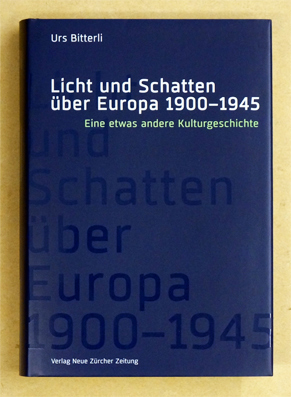 Urs Bitterli
Licht und Schatten
über Europa 1900–1945
Eine etwas andere Kulturgeschichte
Licht
und
Schatten
über
Europa
1900–1945
Verlag Neue Zürcher Zeitung